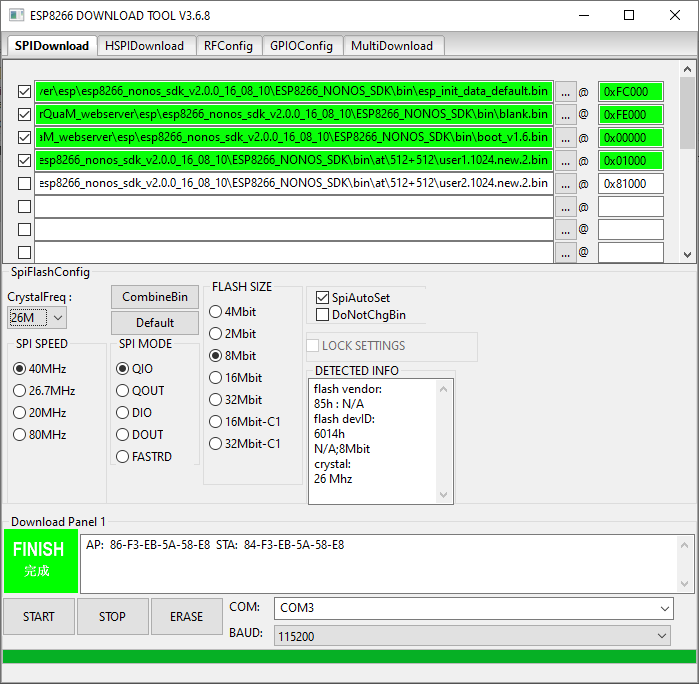 ESP8266 DOWNLOAD TOOL V3.6.8
SPIDownload HSPIDownload RFConfig GPIOConfig MultiDownload
ver\esp\esp8266_nonos_sdk_v2.0.0_16_08_10\ESP8266_NONOS_SDK\bin\esp_init_data_default.bin ... @ 0xFC000
rQuaM_webserver\esp\esp8266_nonos_sdk_v2.0.0_16_08_10\ESP8266_NONOS_SDK\bin\blank.bin ... @ 0xFE000
aM_webserver\esp\esp8266_nonos_sdk_v2.0.0_16_08_10\ESP8266_NONOS_SDK\bin\boot_v1.6.bin ... @ 0x00000
esp8266_nonos_sdk_v2.0.0_16_08_10\ESP8266_NONOS_SDK\bin\at\512+512\user1.1024.new.2.bin ... @ 0x01000
esp8266_nonos_sdk_v2.0.0_16_08_10\ESP8266_NONOS_SDK\bin\at\512+512\user2.1024.new.2.bin ... @ 0x81000
... @
... @
... @
SpiFlashConfig
CrystalFreq :
26M
CombineBin
Default
SPI SPEED
40MHz
26.7MHz
20MHz
80MHz
SPI MODE
QIO
QOUT
DIO
DOUT
FASTRD
FLASH SIZE
4Mbit
2Mbit
8Mbit
16Mbit
32Mbit
16Mbit-C1
32Mbit-C1
SpiAutoSet
DoNotChgBin
LOCK SETTINGS
DETECTED INFO
flash vendor:
85h : N/A
flash devID:
6014h
N/A;8Mbit
crystal:
26 Mhz
Download Panel 1
FINISH
完成
AP: 86-F3-EB-5A-58-E8 STA: 84-F3-EB-5A-58-E8
START STOP ERASE
COM: COM3
BAUD: 115200